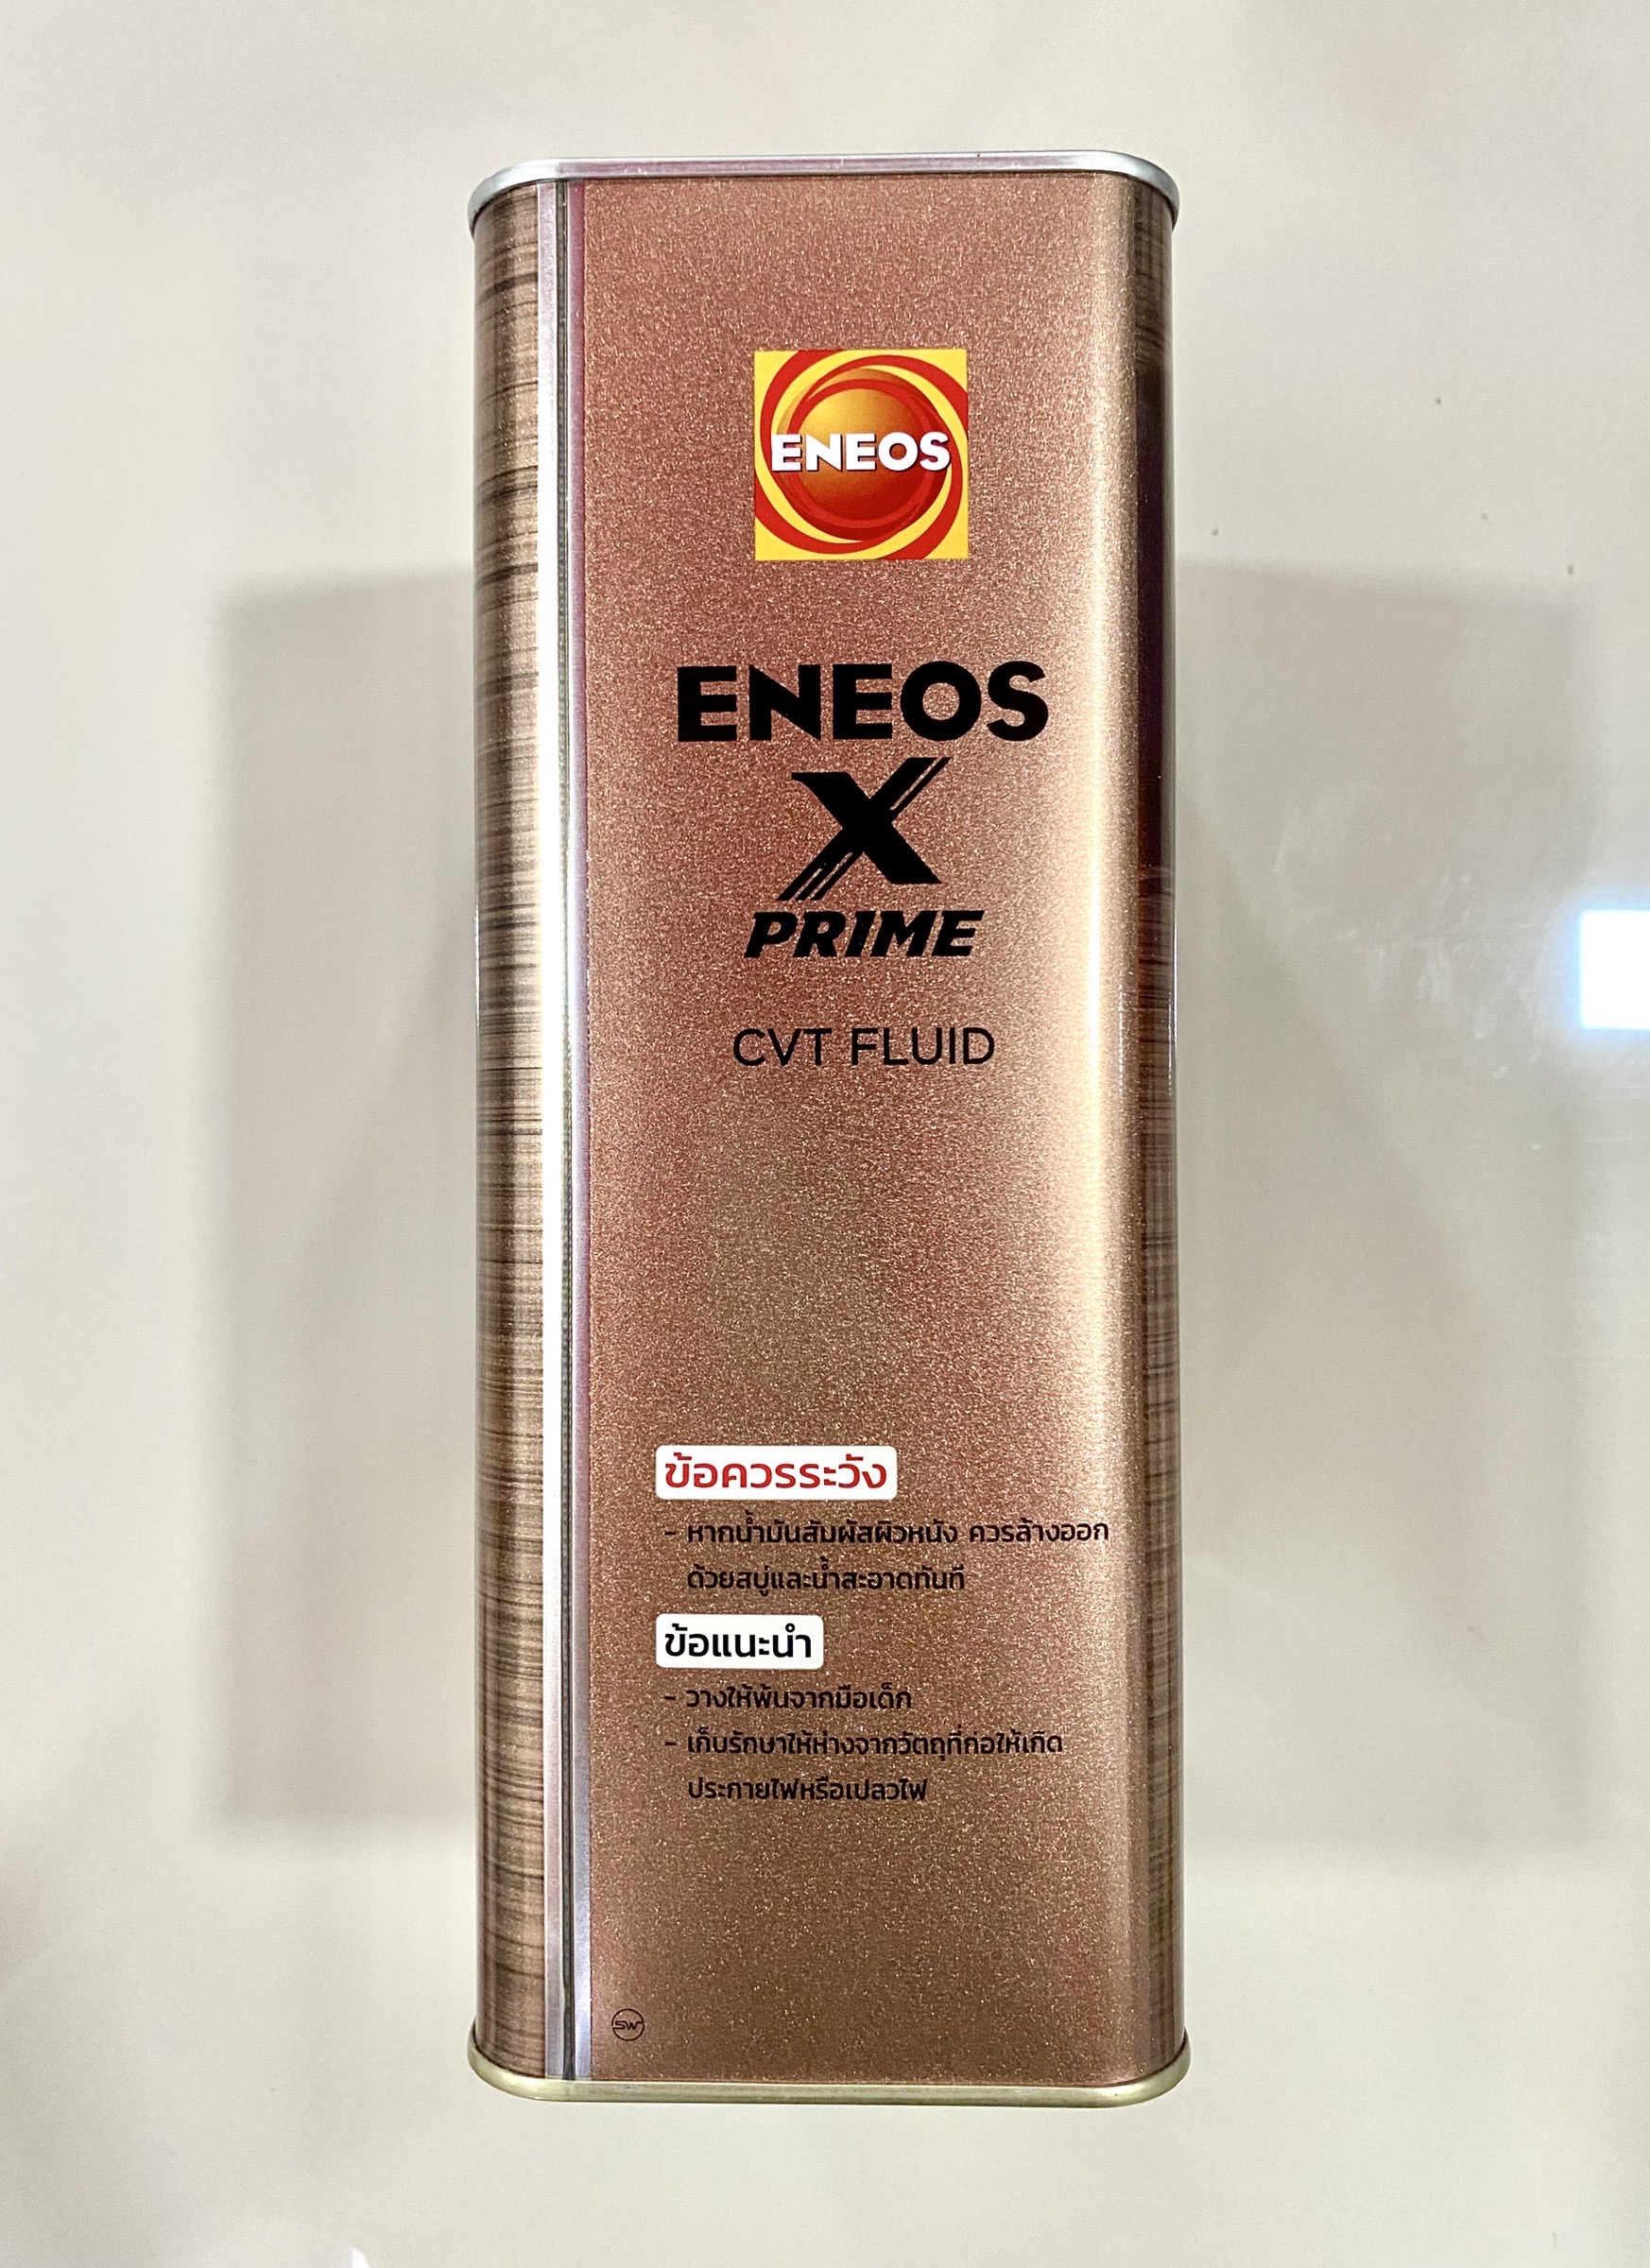 ENEOS
ENEOS
X
PRIME
CVT FLUID
ข้อควรระวัง
- หากน้ำมันสัมผัสผิวหนัง ควรล้างออก
ด้วยสบู่และน้ำสะอาดทันที
ข้อแนะนำ
- วางให้พ้นจากมือเด็ก
- เก็บรักษาให้ห่างจากวัตถุที่ก่อให้เกิด
ประกายไฟหรือเปลวไฟ
SW